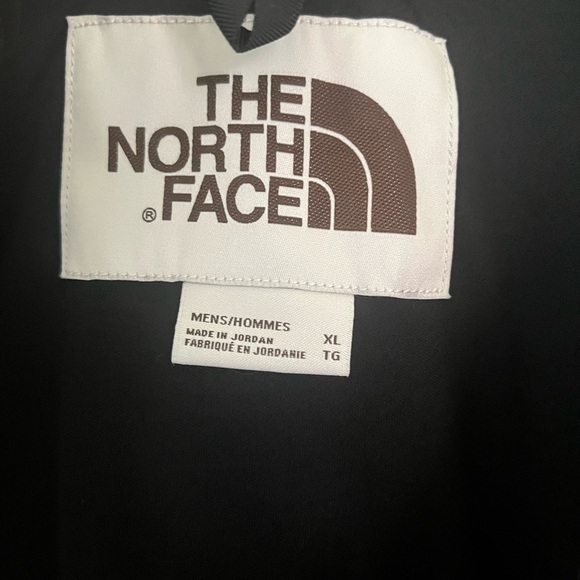 THE
NORTH
® FACE
MENS/HOMMES XL
MADE IN JORDAN
FABRIQUÉ EN JORDANIE TG